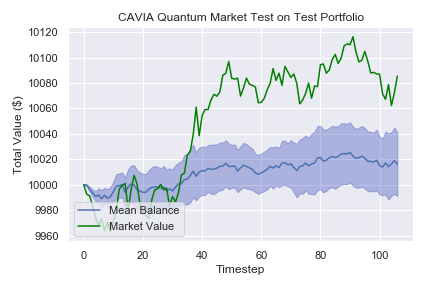 CAVIA Quantum Market Test on Test Portfolio
Total Value ($)
10120
10100
10080
10060
10040
10020
10000
9980
9960
Mean Balance
Market Value
0 20 40 60 80 100
Timestep